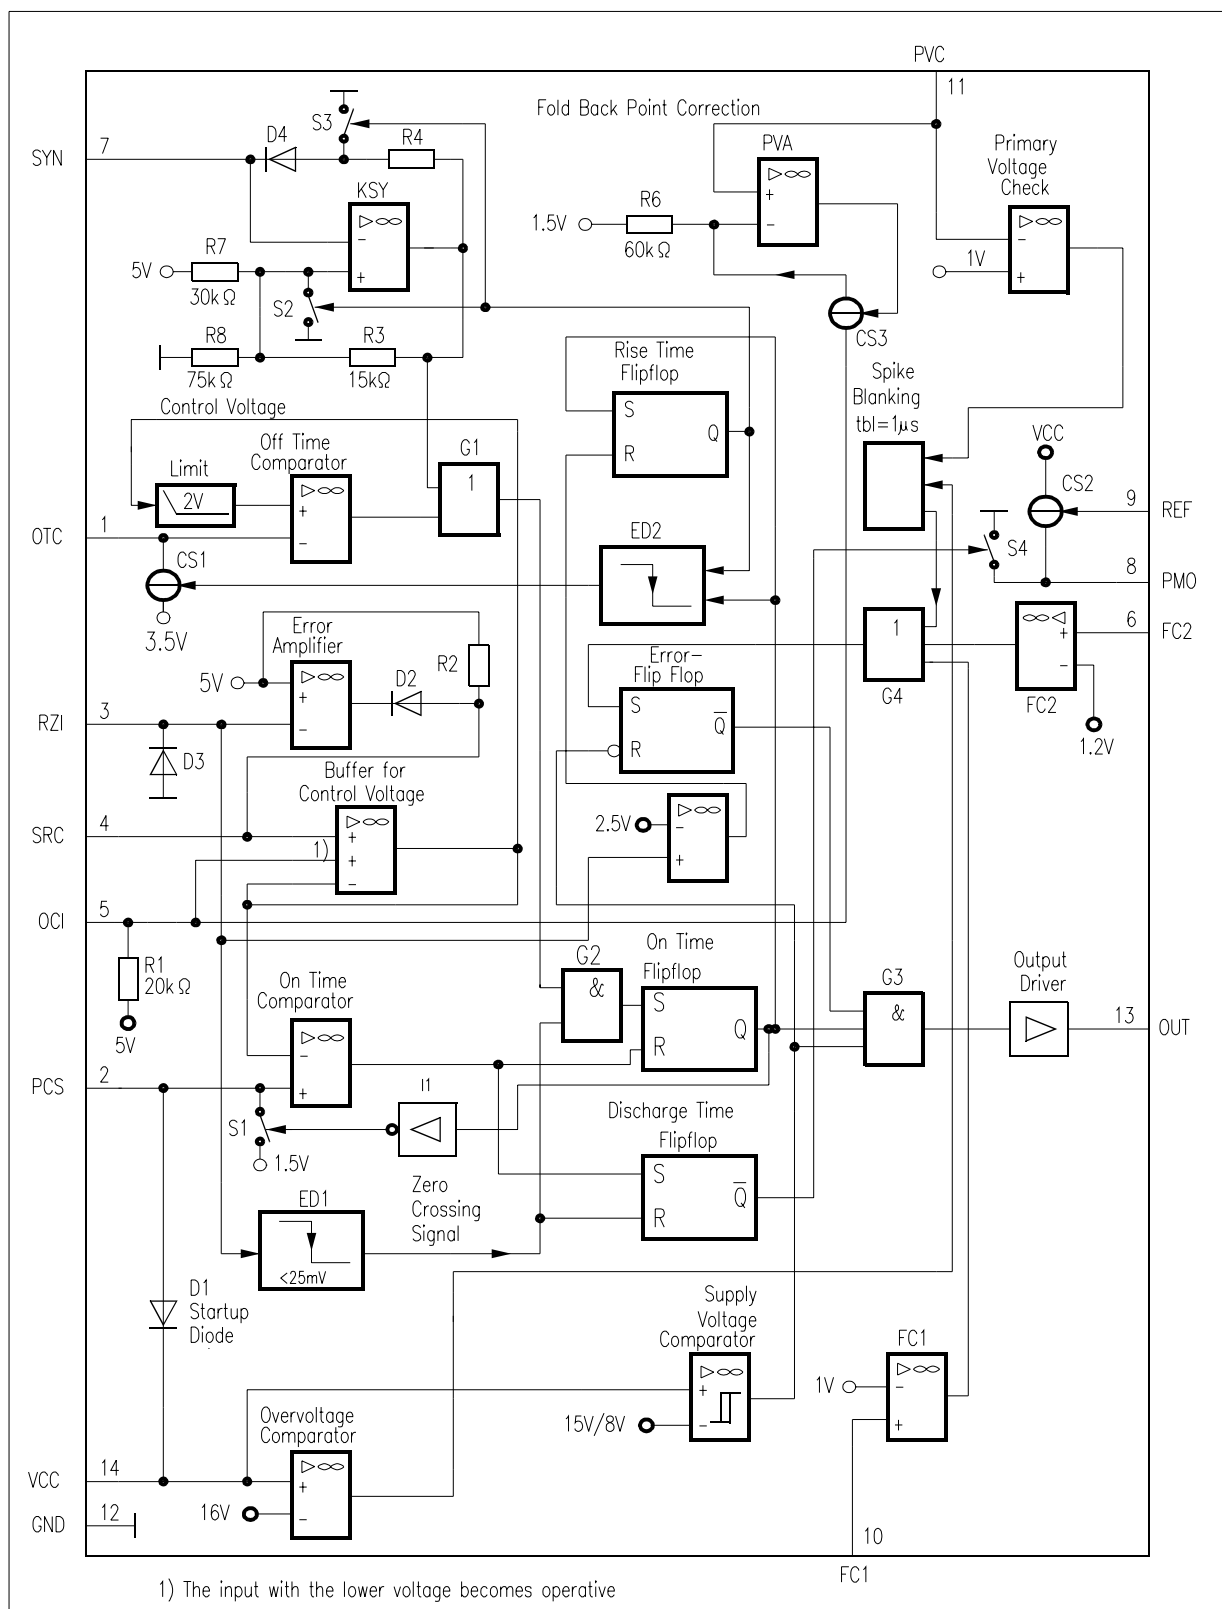 PVC
11
Fold Back Point Correction
S3
R4
D4
7
SYN
PVA
Primary
Voltage
Check
KSY
R6
1.5V
60kΩ
+
-
R7
5V
30kΩ
-
+
-
1V
+
S2
CS3
R8
75kΩ
R3
15kΩ
Rise Time
Flipflop
Spike
Blanking
tbl=1µs
Control Voltage
S
R
Q
Off Time
Comparator
G1
1
VCC
Limit
2V
+
-
CS2
9
REF
1
OTC
CS1
ED2
S4
8
PMO
3.5V
Error
Amplifier
R2
1
G4
6
FC2
+
-
FC2
1.2V
5V
+
-
D2
Error-
Flip Flop
S
R
Q
3
RZI
D3
Buffer for
Control Voltage
4
SRC
1)
+
+
-
2.5V
-
+
5
OCI
R1
20kΩ
5V
On Time
Comparator
-
+
G2
&
On Time
Flipflop
S
R
Q
G3
&
Output
Driver
13
OUT
2
PCS
I1
S1
1.5V
Discharge Time
Flipflop
S
R
Q
ED1
<25mV
Zero
Crossing
Signal
D1
Startup
Diode
Supply
Voltage
Comparator
+
-
15V/8V
FC1
1V
-
+
Overvoltage
Comparator
14
VCC
+
-
16V
12
GND
10
FC1
1) The input with the lower voltage becomes operative